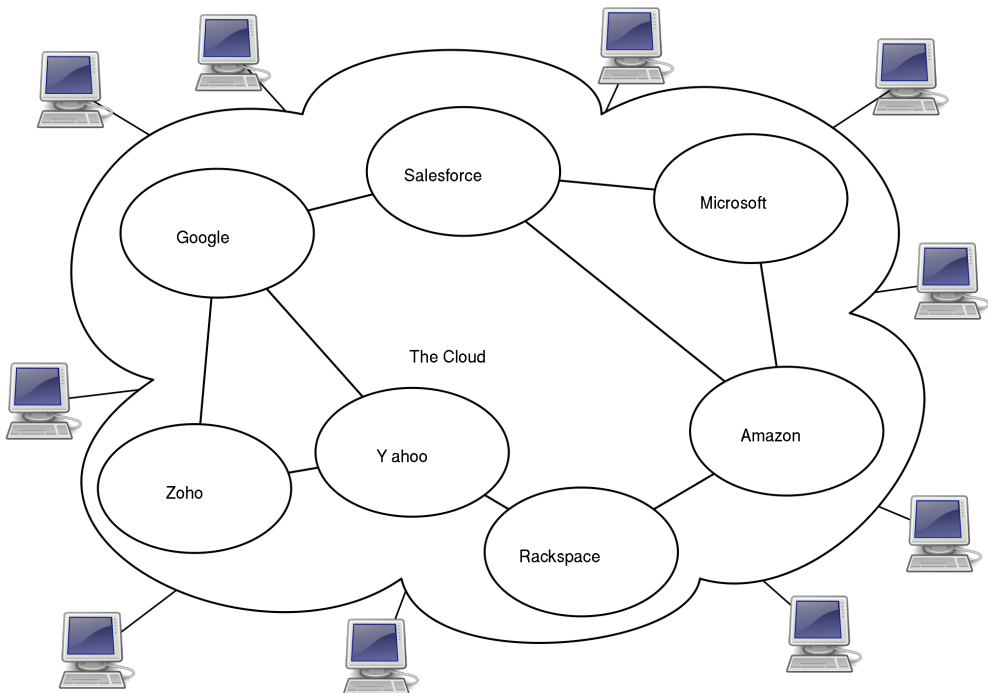 Salesforce
Microsoft
Google
The Cloud
Amazon
Y ahoo
Zoho
Rackspace